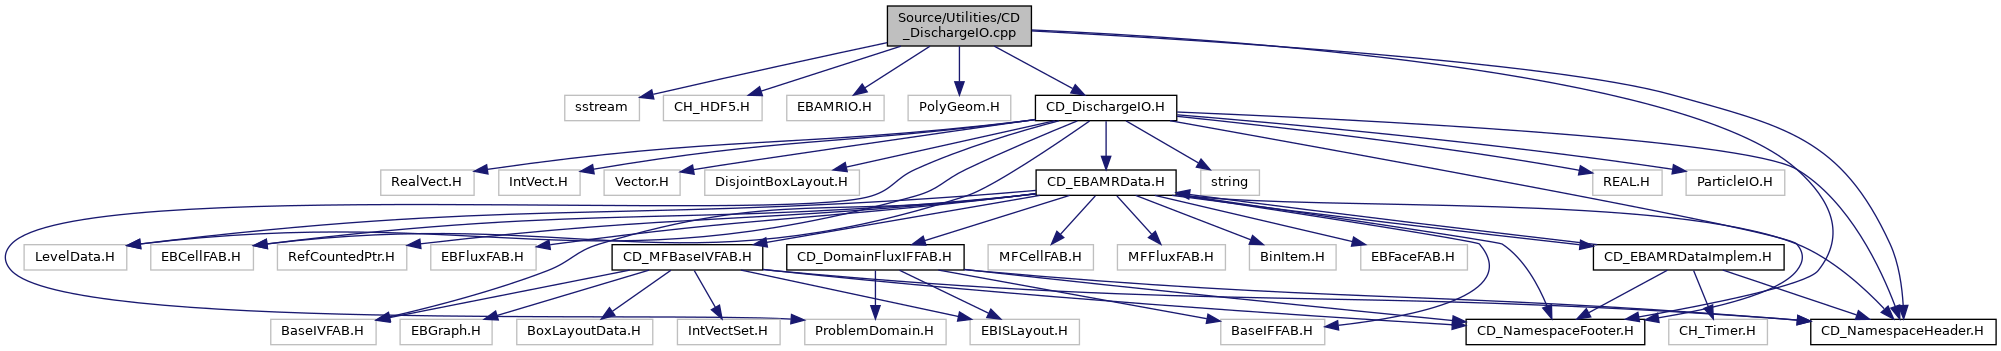 Source/Utilities/CD
_DischargeIO.cpp
sstream
CH_HDF5.H
EBAMRIO.H
PolyGeom.H
CD_DischargeIO.H
RealVect.H
IntVect.H
Vector.H
DisjointBoxLayout.H
CD_EBAMRData.H
string
REAL.H
ParticleIO.H
LevelData.H
EBCellFAB.H
RefCountedPtr.H
EBFluxFAB.H
CD_MFBaseIVFAB.H
CD_DomainFluxIFFAB.H
MFCellFAB.H
MFFluxFAB.H
BinItem.H
EBFaceFAB.H
CD_EBAMRDataImplem.H
BaseIVFAB.H
EBGraph.H
BoxLayoutData.H
IntVectSet.H
ProblemDomain.H
EBISLayout.H
BaseIFFAB.H
CD_NamespaceFooter.H
CH_Timer.H
CD_NamespaceHeader.H